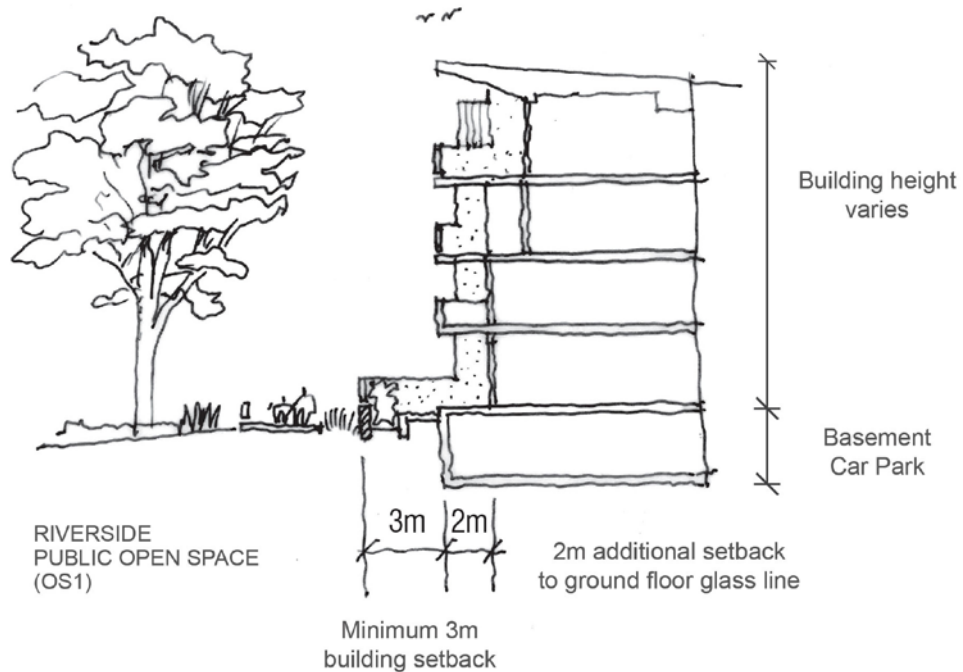 Building height
varies
Basement
Car Park
3m
2m
RIVERSIDE
PUBLIC OPEN SPACE
(OS1)
2m additional setback
to ground floor glass line
Minimum 3m
building setback